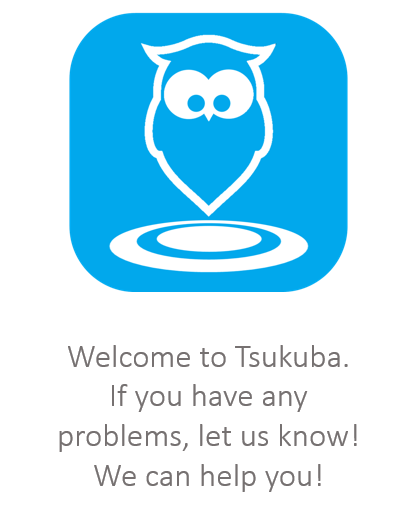 Welcome to Tsukuba.
If you have any
problems, let us know!
We can help you!